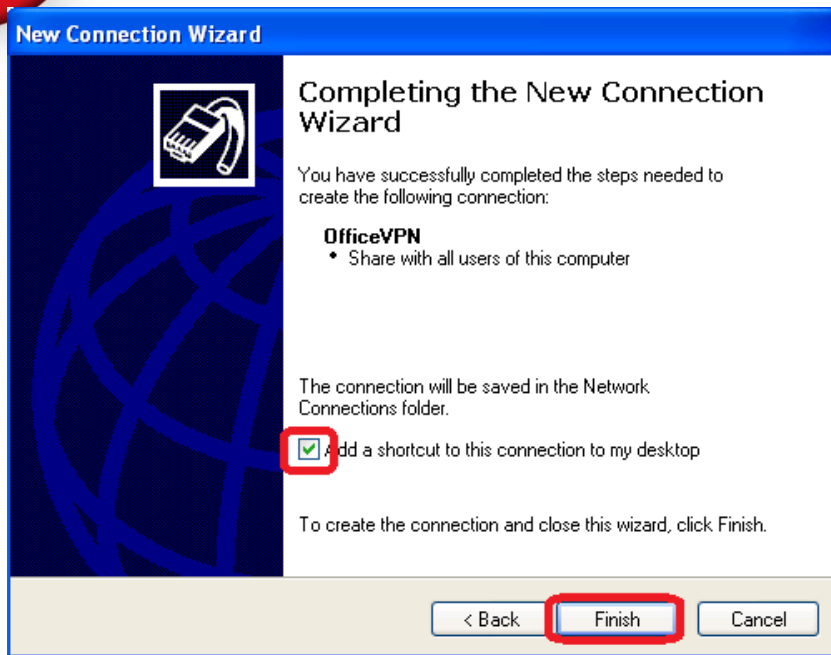 New Connection Wizard
Completing the New Connection
Wizard
You have successfully completed the steps needed to
create the following connection:
OfficeVPN
• Share with all users of this computer
The connection will be saved in the Network
Connections folder.
Add a shortcut to this connection to my desktop
To create the connection and close this wizard, click Finish.
< Back Finish Cancel